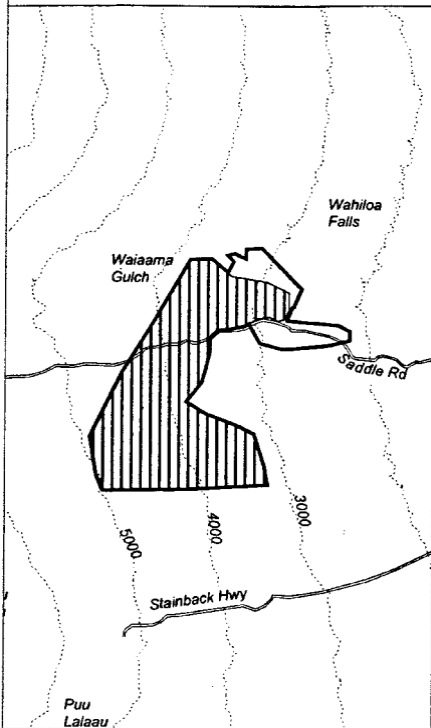 Wahiloa
Falls
Waiaama
Gulch
Saddle Rd
3000
4000
5000
Stainback Hwy
Puu
Lalaau